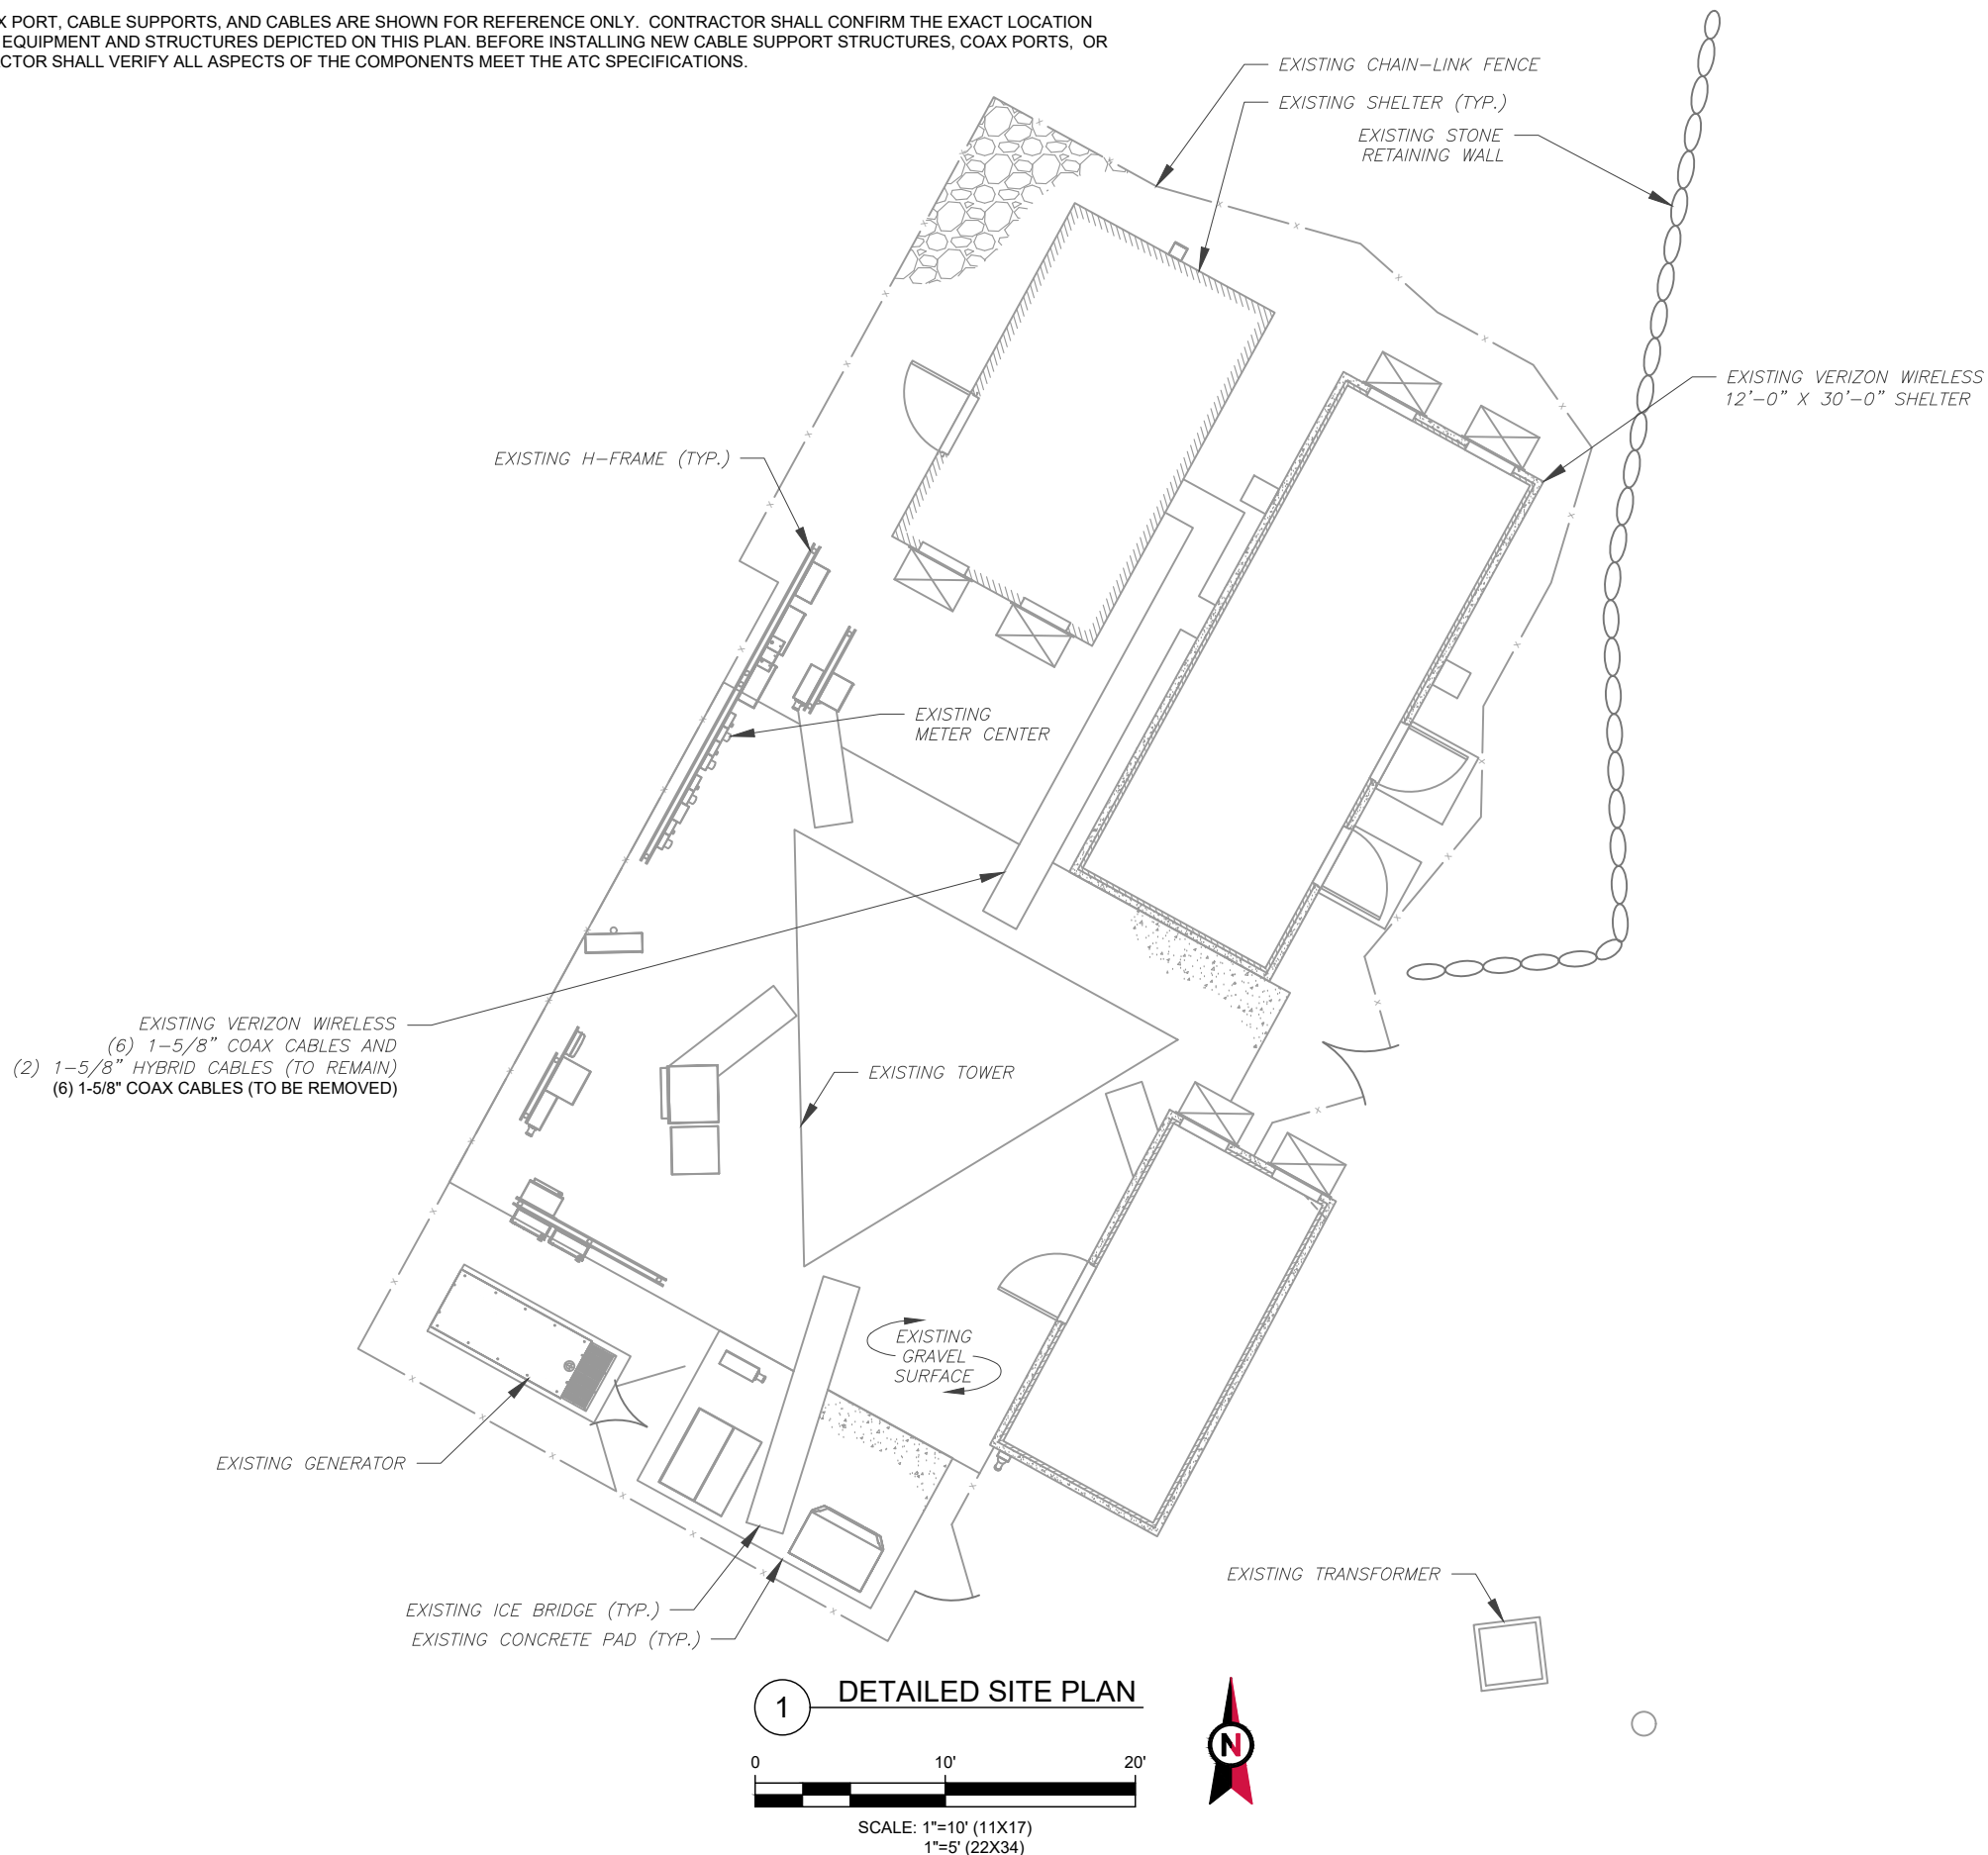 X PORT, CABLE SUPPORTS, AND CABLES ARE SHOWN FOR REFERENCE ONLY. CONTRACTOR SHALL CONFIRM THE EXACT LOCATION
EQUIPMENT AND STRUCTURES DEPICTED ON THIS PLAN. BEFORE INSTALLING NEW CABLE SUPPORT STRUCTURES, COAX PORTS, OR
CTOR SHALL VERIFY ALL ASPECTS OF THE COMPONENTS MEET THE ATC SPECIFICATIONS.
EXISTING CHAIN-LINK FENCE
EXISTING SHELTER (TYP.)
EXISTING STONE
RETAINING WALL
EXISTING VERIZON WIRELESS
12'-0" X 30'-0" SHELTER
EXISTING H-FRAME (TYP.)
EXISTING
METER CENTER
EXISTING VERIZON WIRELESS
(6) 1-5/8" COAX CABLES AND
(2) 1-5/8" HYBRID CABLES (TO REMAIN)
(6) 1-5/8" COAX CABLES (TO BE REMOVED)
EXISTING TOWER
EXISTING
GRAVEL
SURFACE
EXISTING GENERATOR
EXISTING ICE BRIDGE (TYP.)
EXISTING CONCRETE PAD (TYP.)
EXISTING TRANSFORMER
1 DETAILED SITE PLAN
N
0 10' 20'
SCALE: 1"=10' (11X17)
1"=5' (22X34)